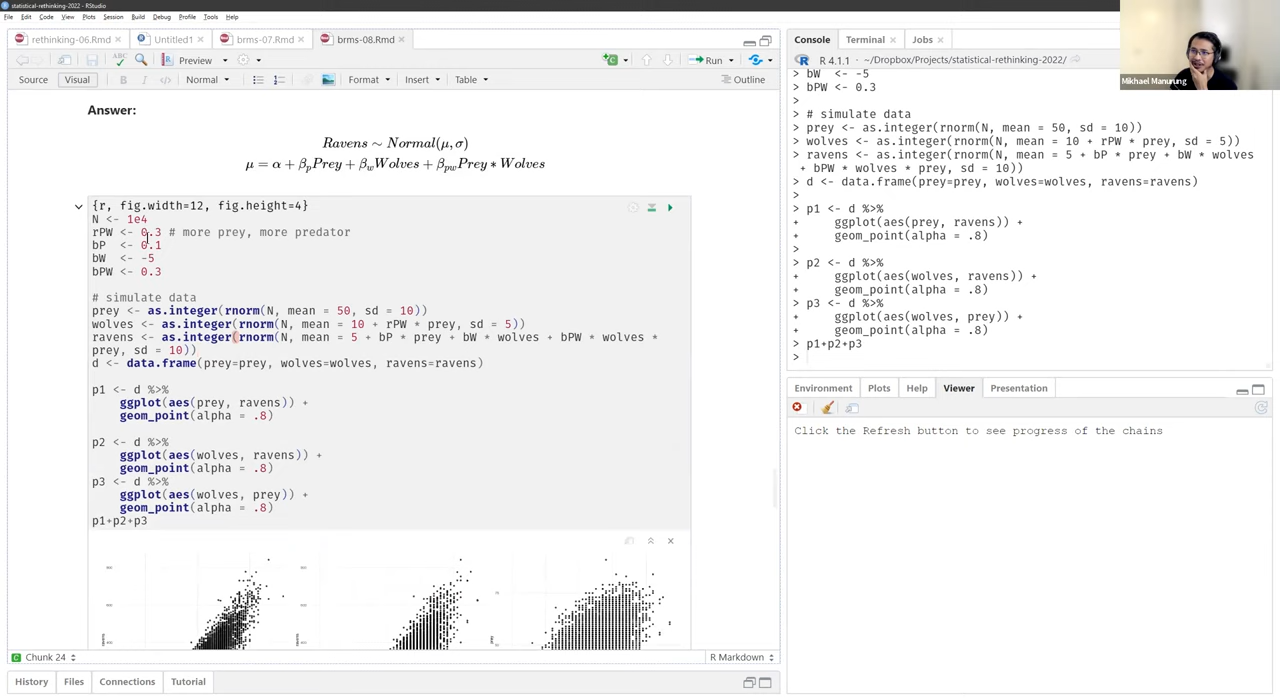 statistical-rethinking-2022 - RStudio
File Edit Code View Plots Session Build Debug Profile Tools Help
rethinking-06.Rmd Untitled1 brms-07.Rmd brms-08.Rmd
ABC Preview Run
Source Visual B I </> Normal Format Insert Table Outline
Answer:
Ravens ∼ Normal(μ, σ)
μ = α + β_p Prey + β_w Wolves + β_pw Prey * Wolves
{r, fig.width=12, fig.height=4}
N <- 1e4
rPW <- 0.3 # more prey, more predator
bP <- 0.1
bW <- -5
bPW <- 0.3
# simulate data
prey <- as.integer(rnorm(N, mean = 50, sd = 10))
wolves <- as.integer(rnorm(N, mean = 10 + rPW * prey, sd = 5))
ravens <- as.integer(rnorm(N, mean = 5 + bP * prey + bW * wolves + bPW * wolves *
prey, sd = 10))
d <- data.frame(prey=prey, wolves=wolves, ravens=ravens)
p1 <- d %>%
ggplot(aes(prey, ravens)) +
geom_point(alpha = .8)
p2 <- d %>%
ggplot(aes(wolves, ravens)) +
geom_point(alpha = .8)
p3 <- d %>%
ggplot(aes(wolves, prey)) +
geom_point(alpha = .8)
p1+p2+p3
C Chunk 24 R Markdown
History Files Connections Tutorial
Console Terminal Jobs
R 4.1.1 · ~/Dropbox/Projects/statistical-rethinking-2022/
> bW <- -5
> bPW <- 0.3
>
> # simulate data
> prey <- as.integer(rnorm(N, mean = 50, sd = 10))
> wolves <- as.integer(rnorm(N, mean = 10 + rPW * prey, sd = 5))
> ravens <- as.integer(rnorm(N, mean = 5 + bP * prey + bW * wolves
+ bPW * wolves * prey, sd = 10))
> d <- data.frame(prey=prey, wolves=wolves, ravens=ravens)
>
> p1 <- d %>%
+ ggplot(aes(prey, ravens)) +
+ geom_point(alpha = .8)
>
> p2 <- d %>%
+ ggplot(aes(wolves, ravens)) +
+ geom_point(alpha = .8)
> p3 <- d %>%
+ ggplot(aes(wolves, prey)) +
+ geom_point(alpha = .8)
> p1+p2+p3
>
Mikhael Manurung
Environment Plots Help Viewer Presentation
Click the Refresh button to see progress of the chains